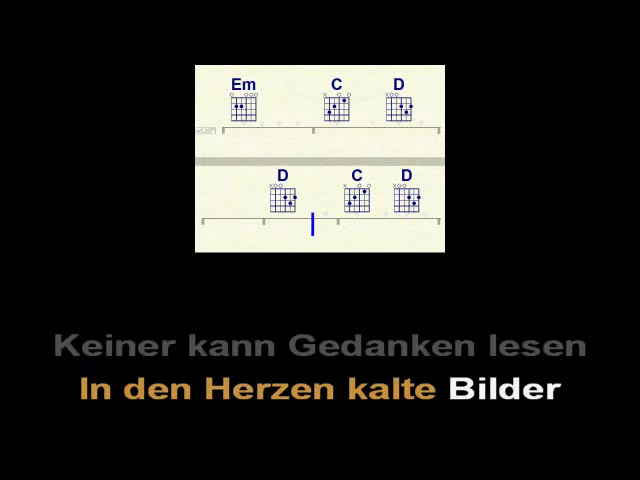 Em C D
D C D
Keiner kann Gedanken lesen
In den Herzen kalte Bilder